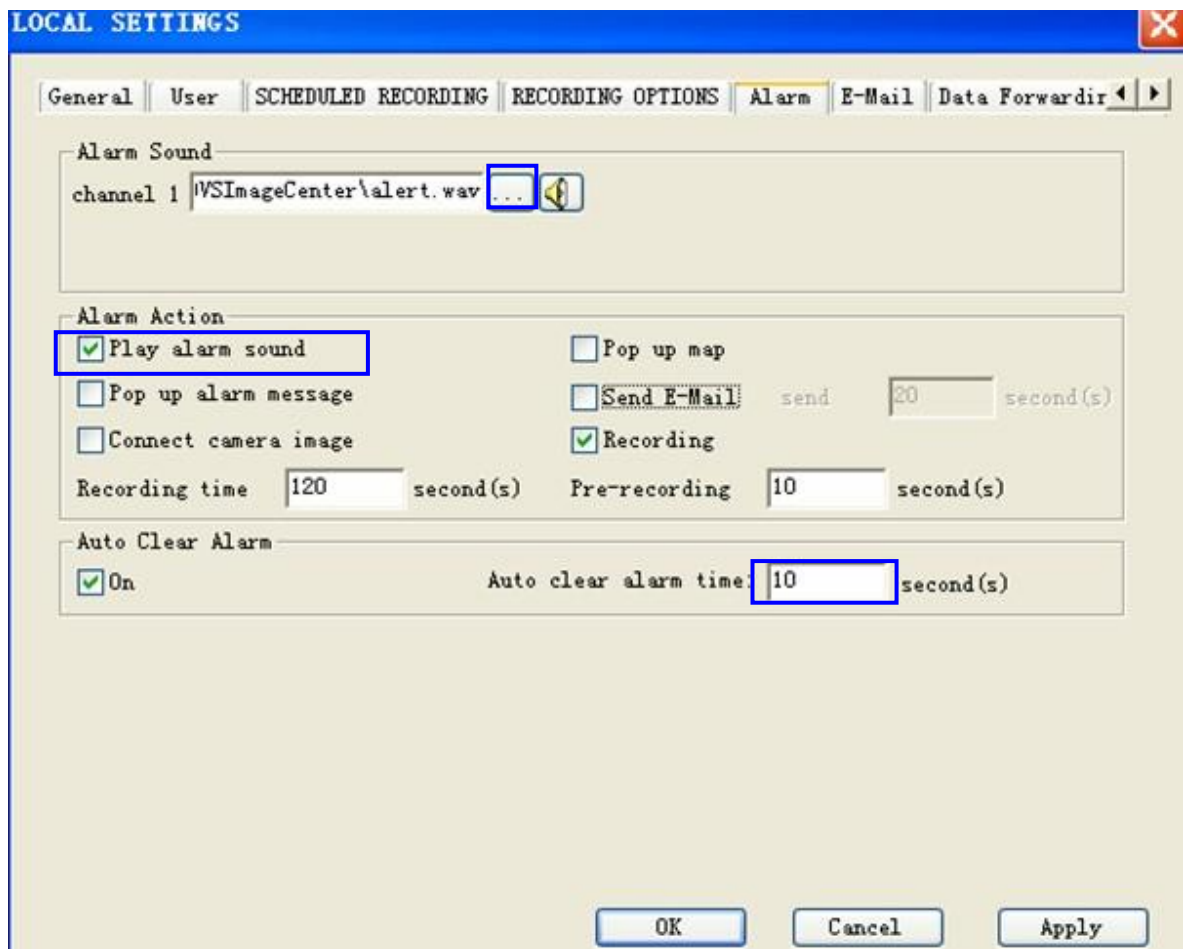 LOCAL SETTINGS
General User SCHEDULED RECORDING RECORDING OPTIONS Alarm E-Mail Data Forwardir
Alarm Sound
channel 1 VSImageCenter\alert.wav ...
Alarm Action
Play alarm sound Pop up map
Pop up alarm message Send E-Mail send 20 second(s)
Connect camera image Recording
Recording time 120 second(s) Pre-recording 10 second(s)
Auto Clear Alarm
On Auto clear alarm time: 10 second(s)
OK Cancel Apply